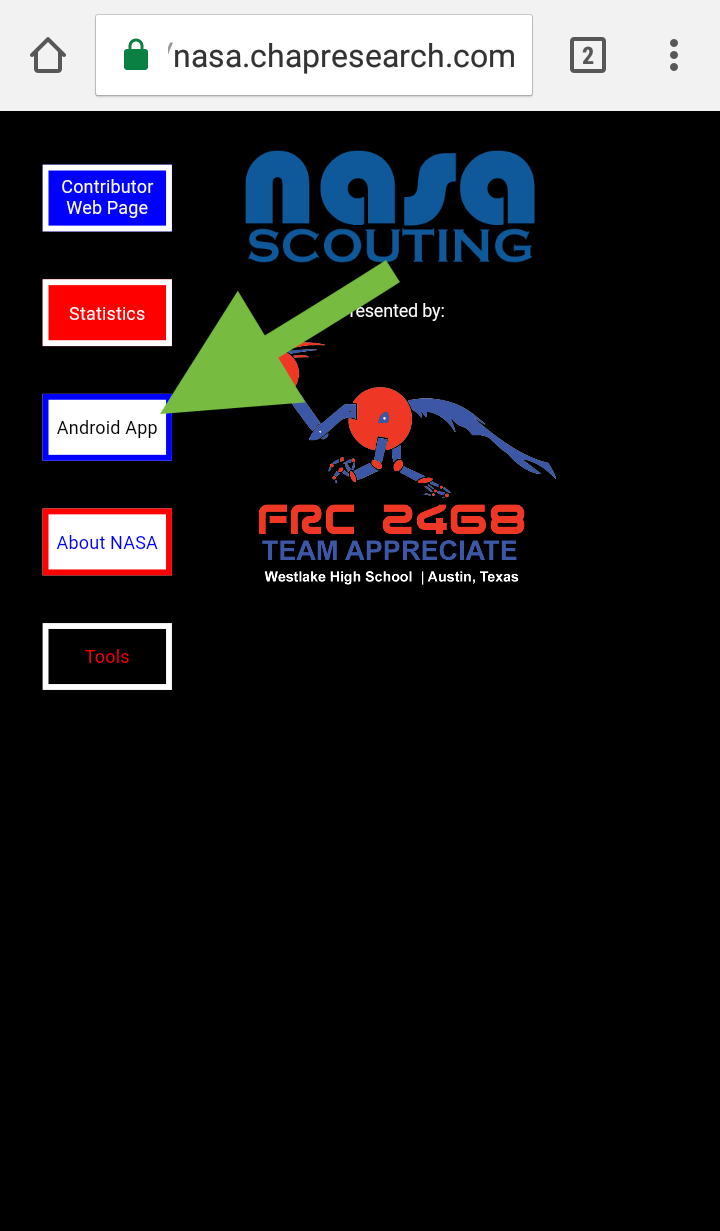 /nasa.chapresearch.com
2
nasa
SCOUTING
Contributor
Web Page
Statistics
resented by:
Android App
FRC 2468
TEAM APPRECIATE
Westlake High School | Austin, Texas
About NASA
Tools